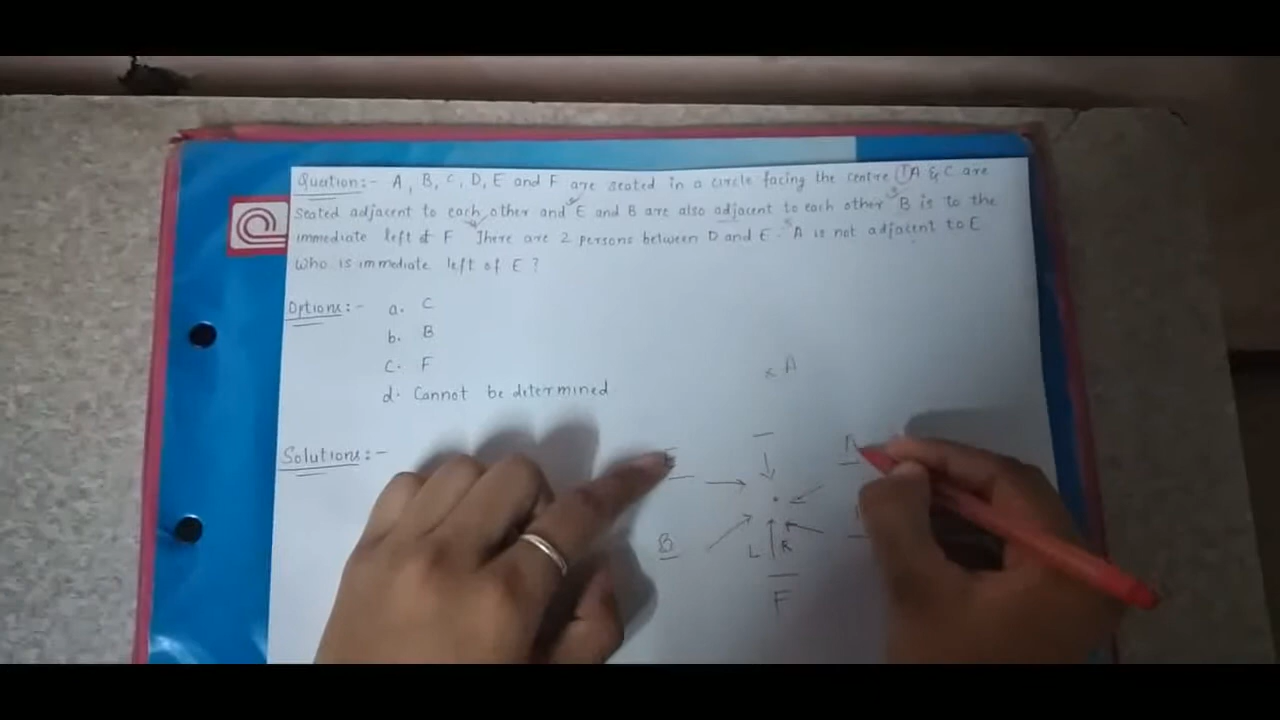 Question:- A, B, C, D, E and F are seated in a circle facing the centre ① A & C are
seated adjacent to each other and E and B are also adjacent to each other B is to the
immediate left of F There are 2 persons between D and E. A is not adjacent to E
Who is immediate left of E ?
Options:- a. C
b. B
c. F
d. Cannot be determined
Solutions:-
x A
B
L R
F